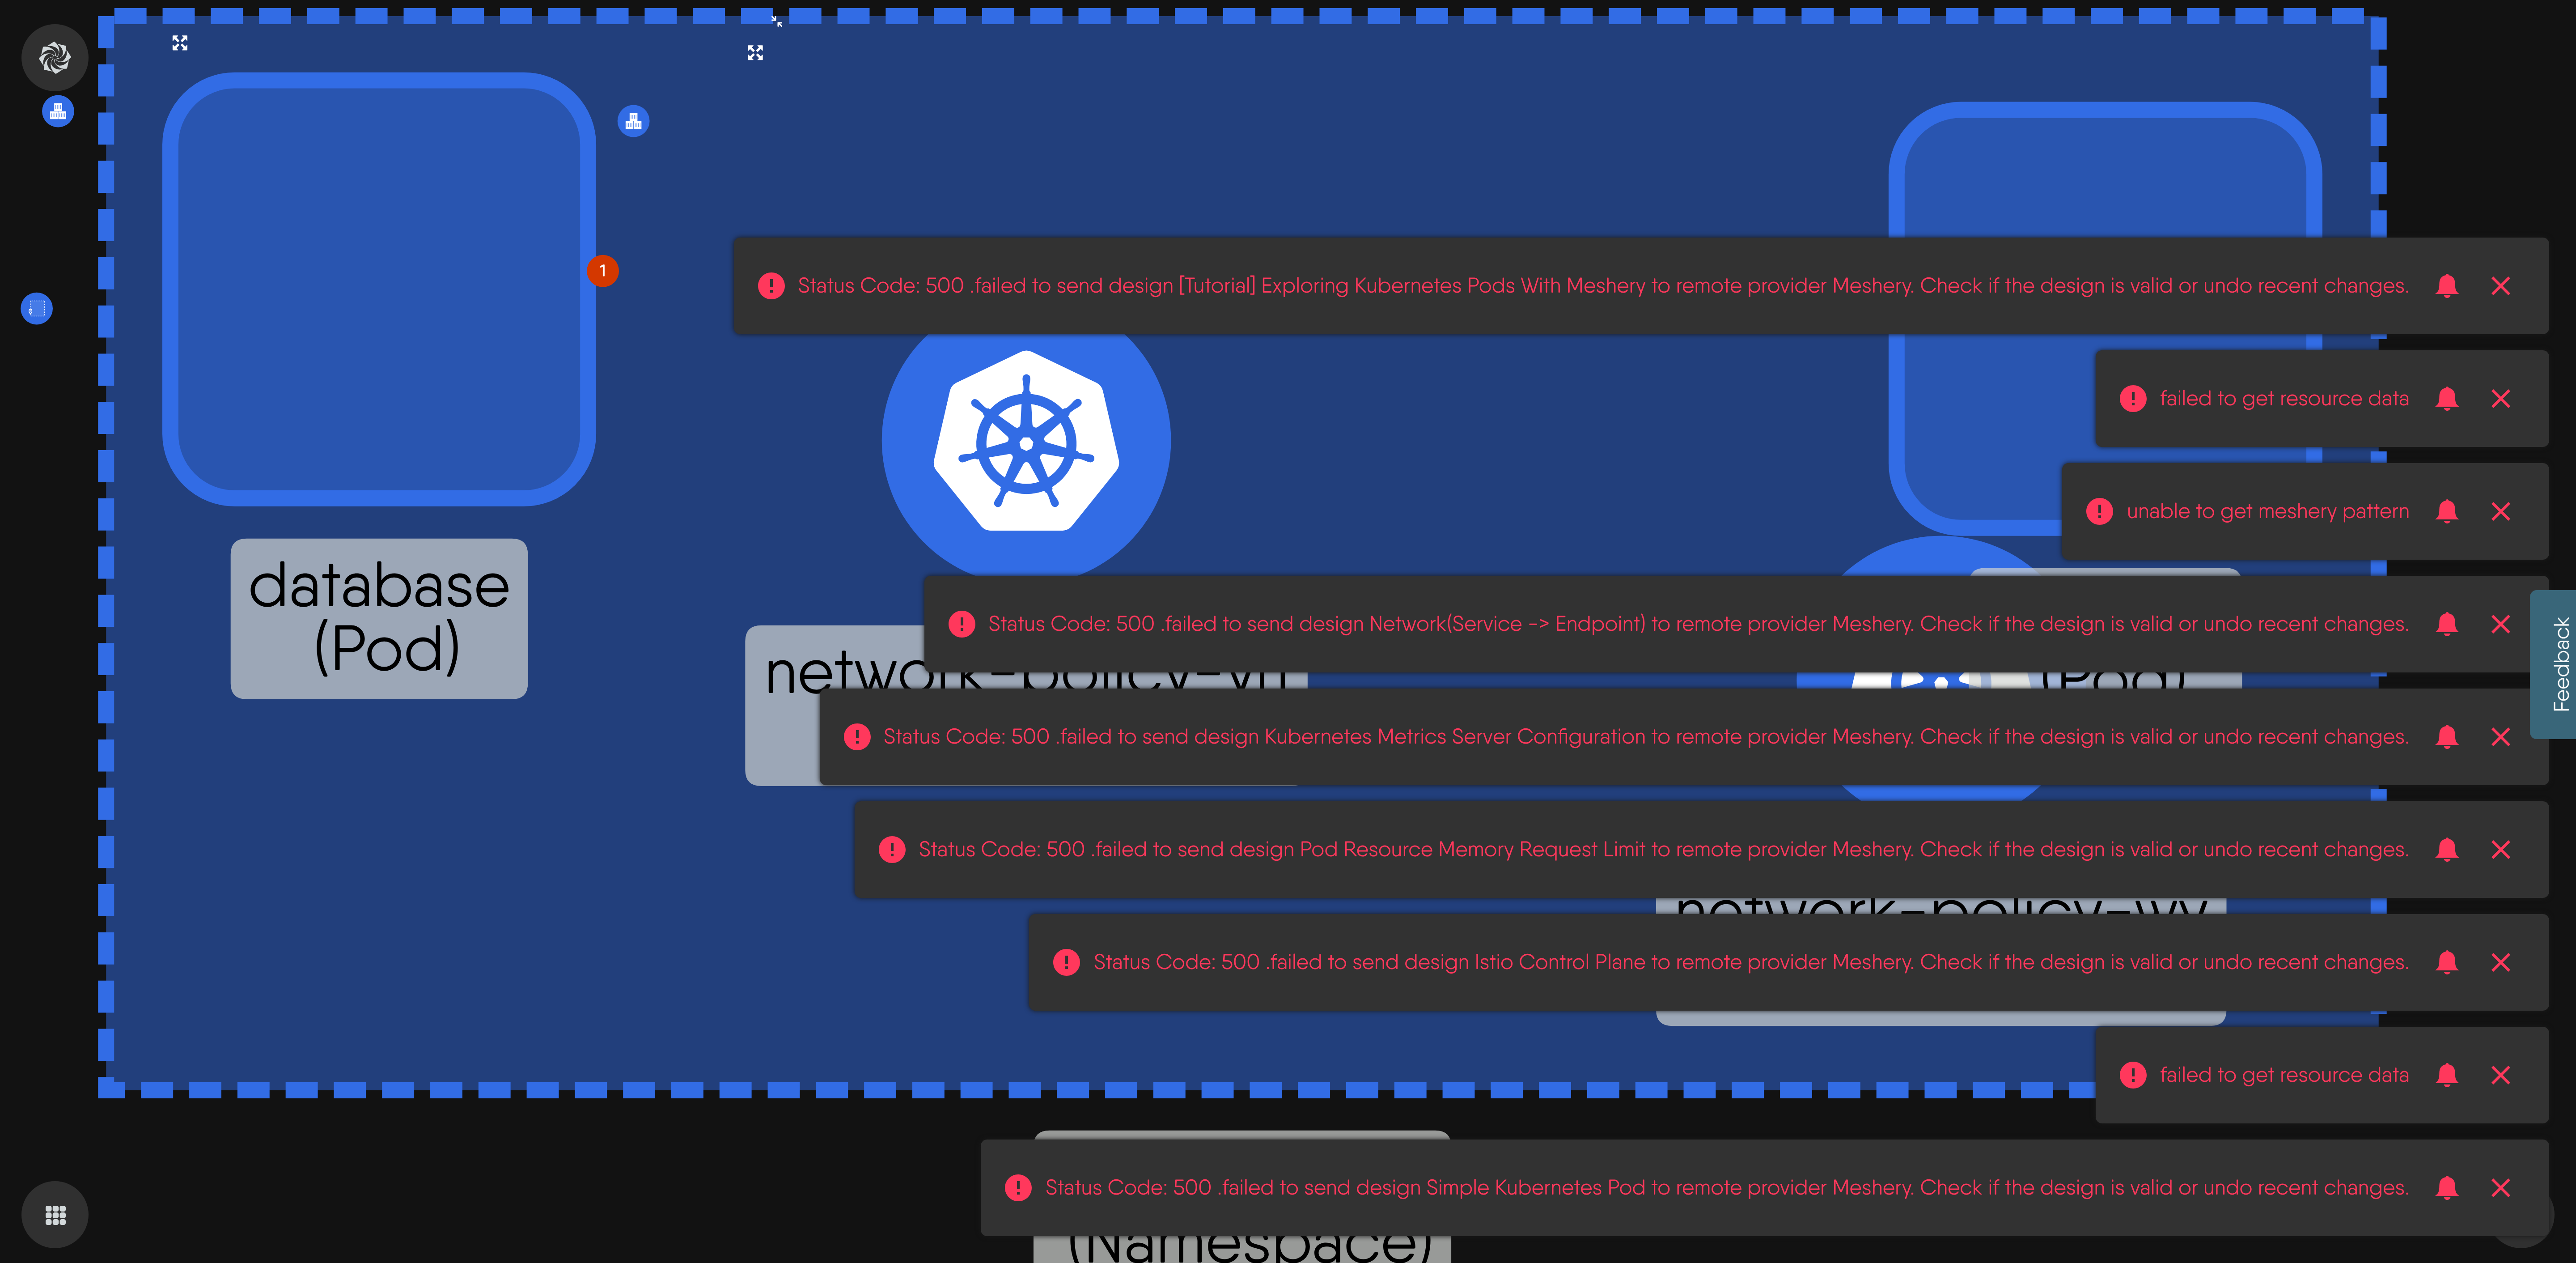 1
Status Code: 500 .failed to send design [Tutorial] Exploring Kubernetes Pods With Meshery to remote provider Meshery. Check if the design is valid or undo recent changes.
failed to get resource data
unable to get meshery pattern
database
(Pod)
Status Code: 500 .failed to send design Network(Service -> Endpoint) to remote provider Meshery. Check if the design is valid or undo recent changes.
Feedback
(Pod)
Status Code: 500 .failed to send design Kubernetes Metrics Server Configuration to remote provider Meshery. Check if the design is valid or undo recent changes.
Status Code: 500 .failed to send design Pod Resource Memory Request Limit to remote provider Meshery. Check if the design is valid or undo recent changes.
network-policy-wv
Status Code: 500 .failed to send design Istio Control Plane to remote provider Meshery. Check if the design is valid or undo recent changes.
failed to get resource data
Status Code: 500 .failed to send design Simple Kubernetes Pod to remote provider Meshery. Check if the design is valid or undo recent changes.
(Namespace)